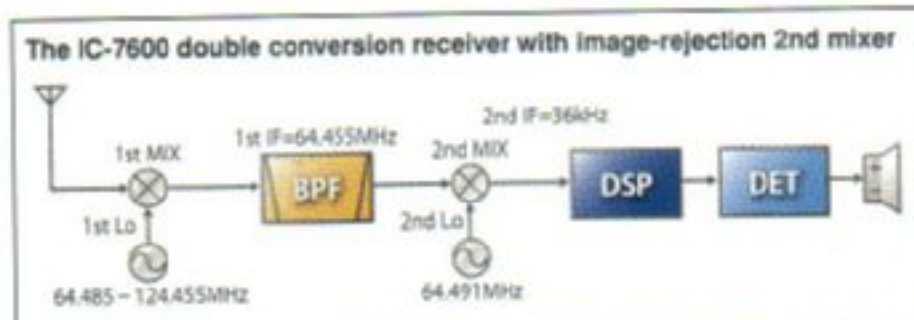 The IC-7600 double conversion receiver with image-rejection 2nd mixer
2nd IF=36kHz
1st IF=64.455MHz
1st MIX
2nd MIX
BPF
DSP
DET
1st Lo
2nd Lo
64.485 – 124.455MHz
64.491MHz